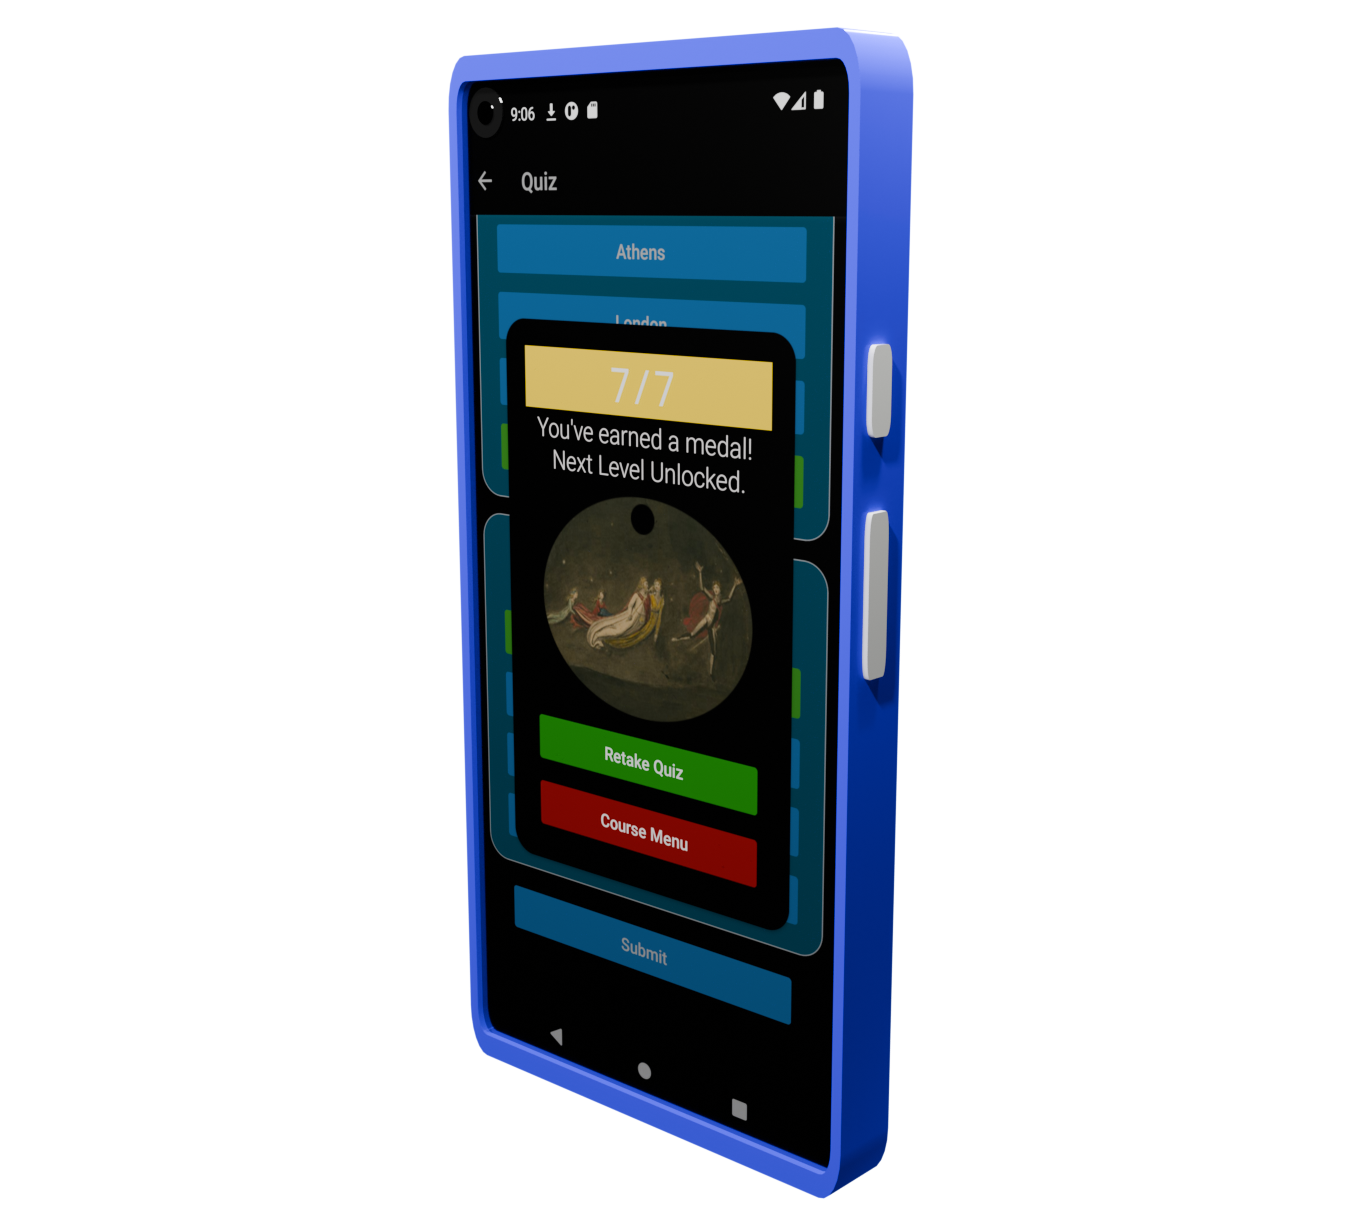 9:06
Quiz
Athens
London
7/7
You've earned a medal!
Next Level Unlocked.
Retake Quiz
Course Menu
Submit